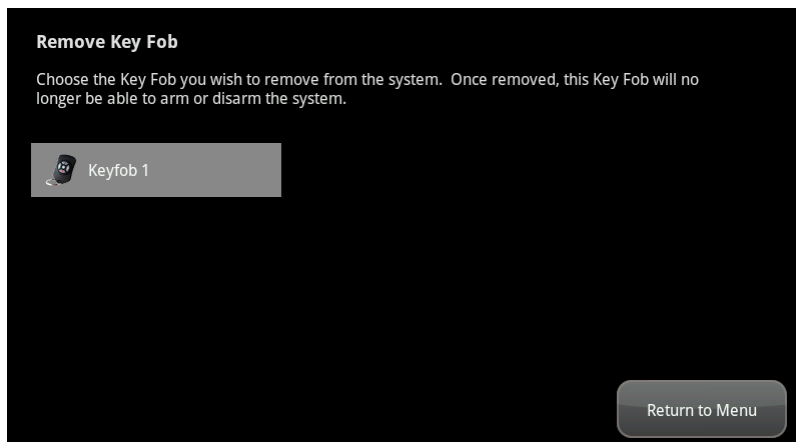 Remove Key Fob
Choose the Key Fob you wish to remove from the system.  Once removed, this Key Fob will no
longer be able to arm or disarm the system.
Keyfob 1
Return to Menu